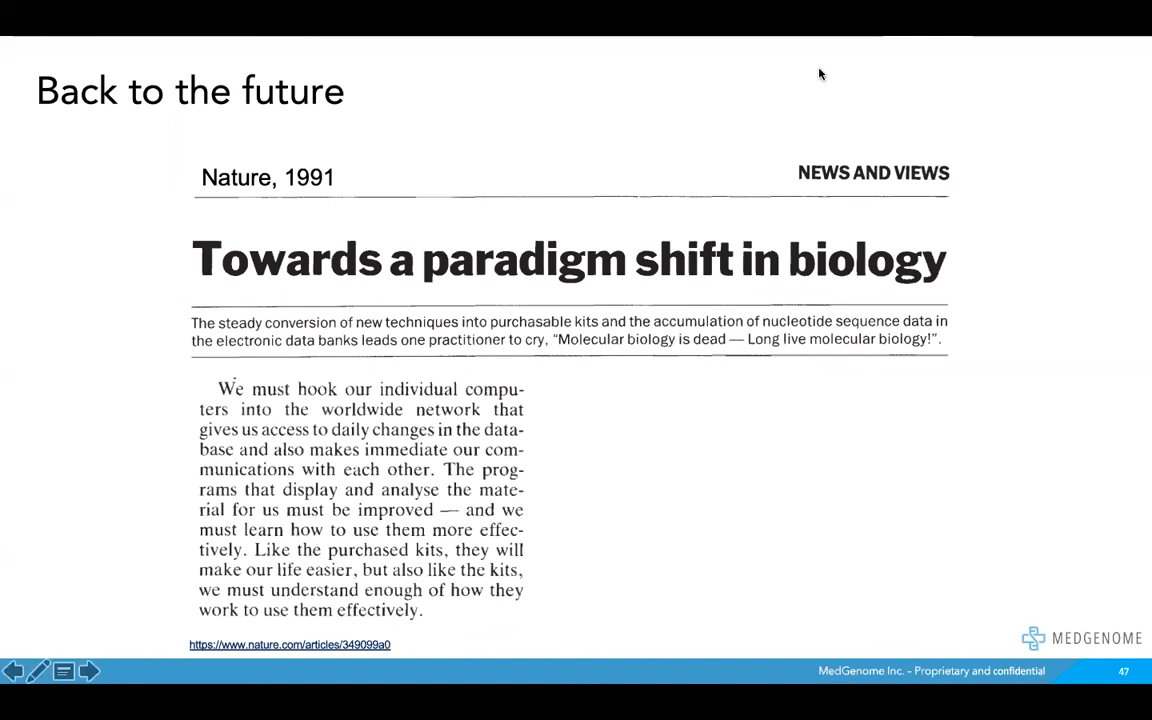 Back to the future
Nature, 1991
NEWS AND VIEWS
Towards a paradigm shift in biology
The steady conversion of new techniques into purchasable kits and the accumulation of nucleotide sequence data in
the electronic data banks leads one practitioner to cry, “Molecular biology is dead — Long live molecular biology!”.
We must hook our individual compu-
ters into the worldwide network that
gives us access to daily changes in the data-
base and also makes immediate our com-
munications with each other. The prog-
rams that display and analyse the mate-
rial for us must be improved — and we
must learn how to use them more effec-
tively. Like the purchased kits, they will
make our life easier, but also like the kits,
we must understand enough of how they
work to use them effectively.
https://www.nature.com/articles/349099a0
MEDGENOME
MedGenome Inc. – Proprietary and confidential
47